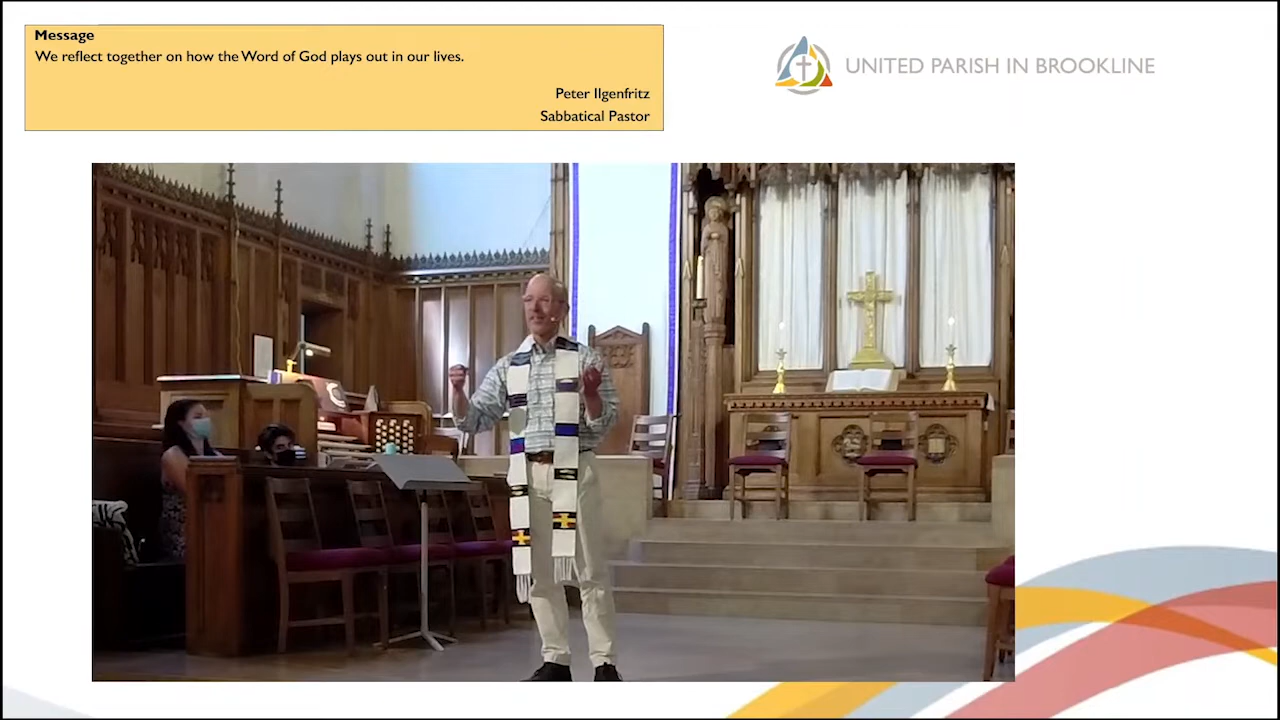 Message
We reflect together on how the Word of God plays out in our lives.
Peter Ilgenfritz
Sabbatical Pastor
UNITED PARISH IN BROOKLINE